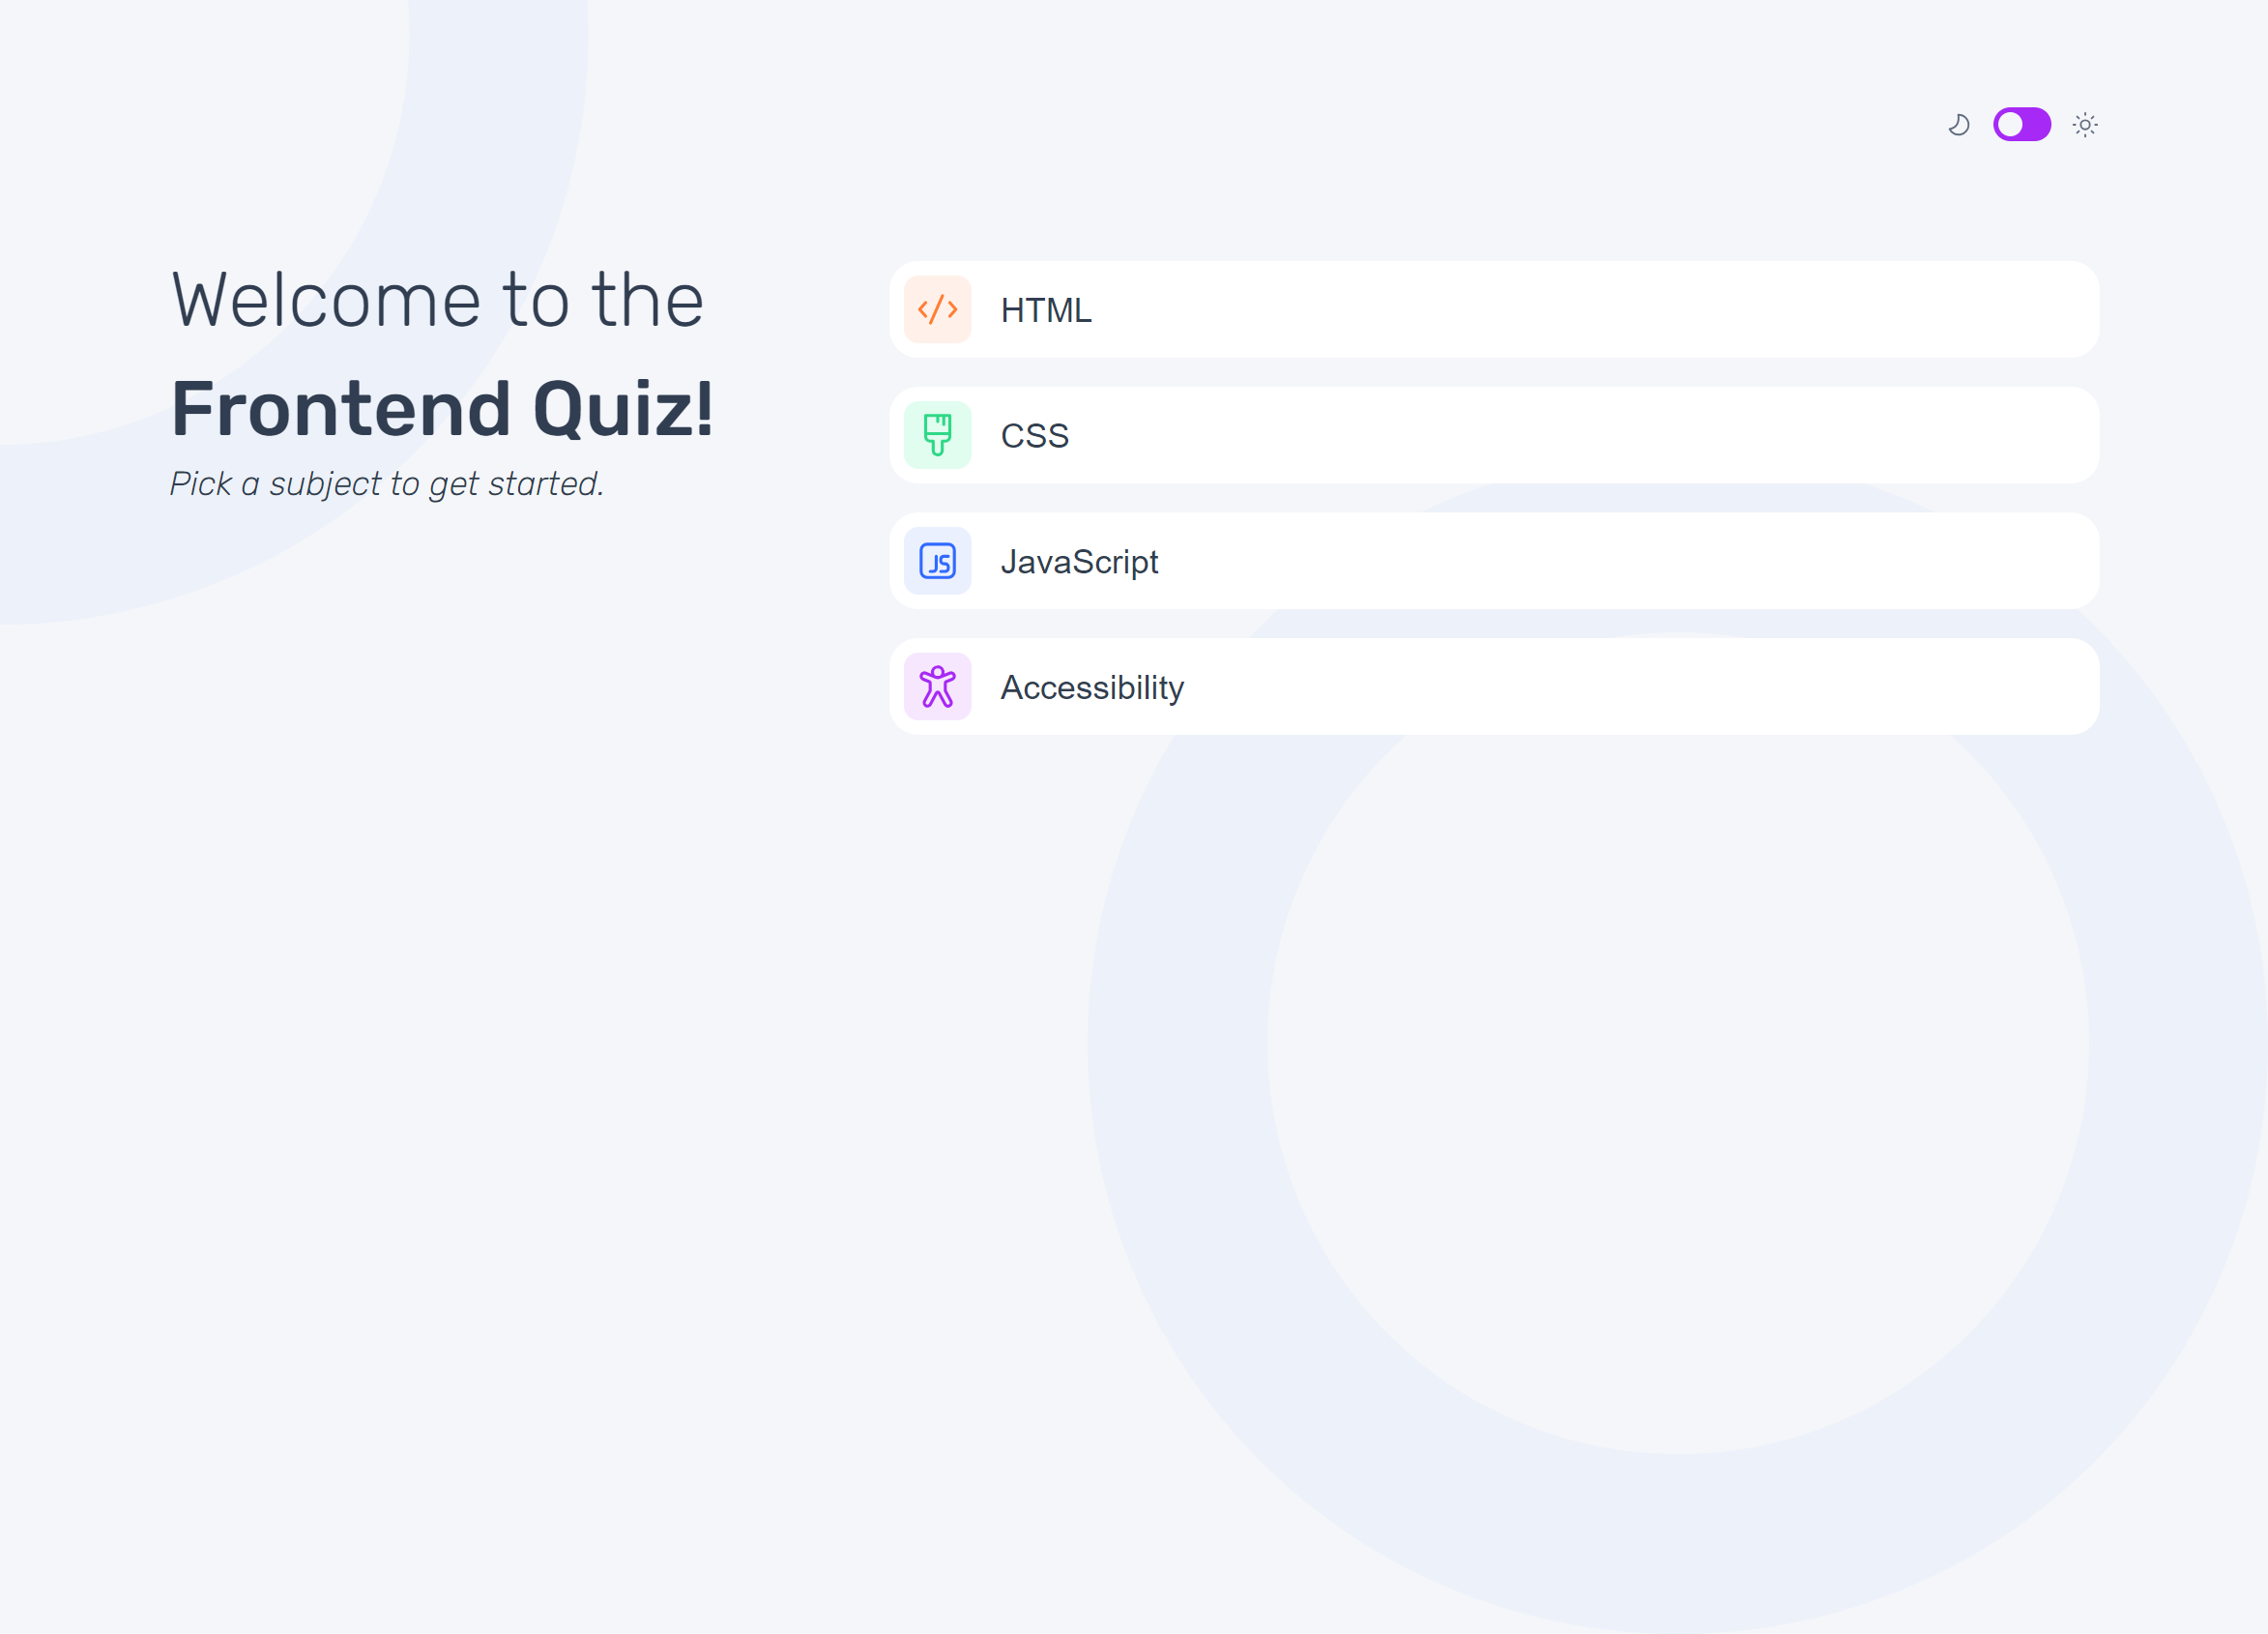 Welcome to the
Frontend Quiz!
Pick a subject to get started.
HTML
CSS
JS
JavaScript
Accessibility